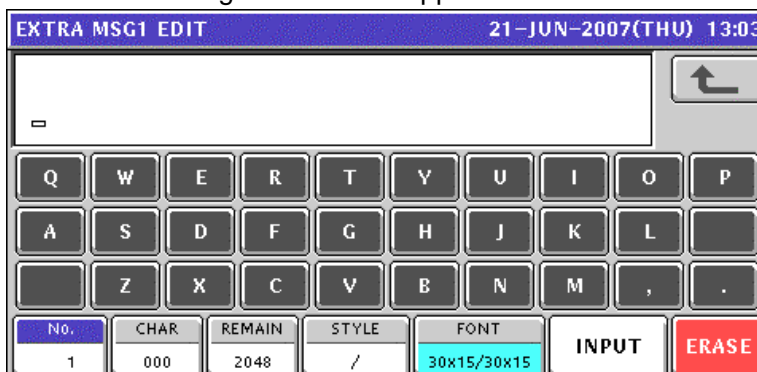 EXTRA MSG1 EDIT 21-JUN-2007(THU) 13:03
Q W E R T Y U I O P
A S D F G H J K L
Z X C V B N M , .
No. CHAR REMAIN STYLE FONT INPUT ERASE
1 000 2048 / 30x15/30x15